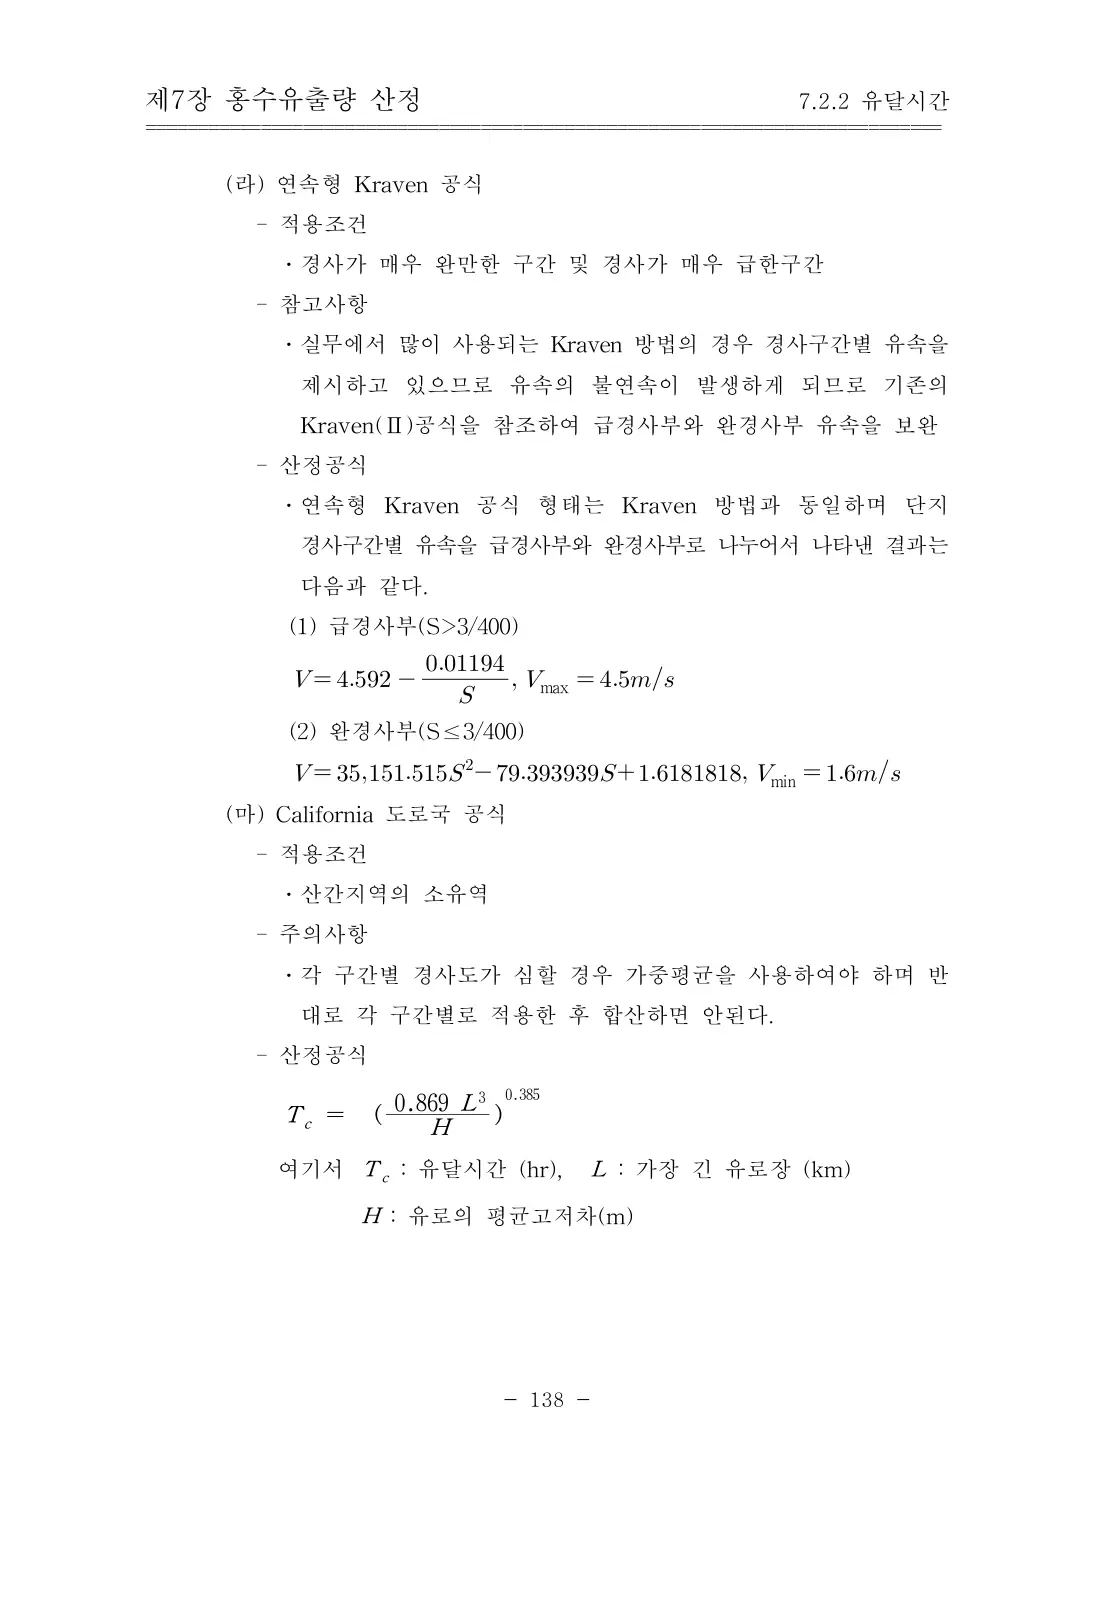 제7장 홍수유출량 산정 7.2.2 유달시간
(라) 연속형 Kraven 공식
- 적용조건
· 경사가 매우 완만한 구간 및 경사가 매우 급한구간
- 참고사항
· 실무에서 많이 사용되는 Kraven 방법의 경우 경사구간별 유속을
제시하고 있으므로 유속의 불연속이 발생하게 되므로 기존의
Kraven(Ⅱ)공식을 참조하여 급경사부와 완경사부 유속을 보완
- 산정공식
· 연속형 Kraven 공식 형태는 Kraven 방법과 동일하며 단지
경사구간별 유속을 급경사부와 완경사부로 나누어서 나타낸 결과는
다음과 같다.
(1) 급경사부(S>3/400)
V = 4.592 - 0.01194/S, Vmax = 4.5m/s
(2) 완경사부(S≤3/400)
V = 35,151.515S² - 79.393939S + 1.6181818, Vmin = 1.6m/s
(마) California 도로국 공식
- 적용조건
· 산간지역의 소유역
- 주의사항
· 각 구간별 경사도가 심할 경우 가중평균을 사용하여야 하며 반
대로 각 구간별로 적용한 후 합산하면 안된다.
- 산정공식
Tc = (0.869 L³/H)^0.385
여기서 Tc : 유달시간 (hr), L : 가장 긴 유로장 (km)
H : 유로의 평균고저차(m)
- 138 -